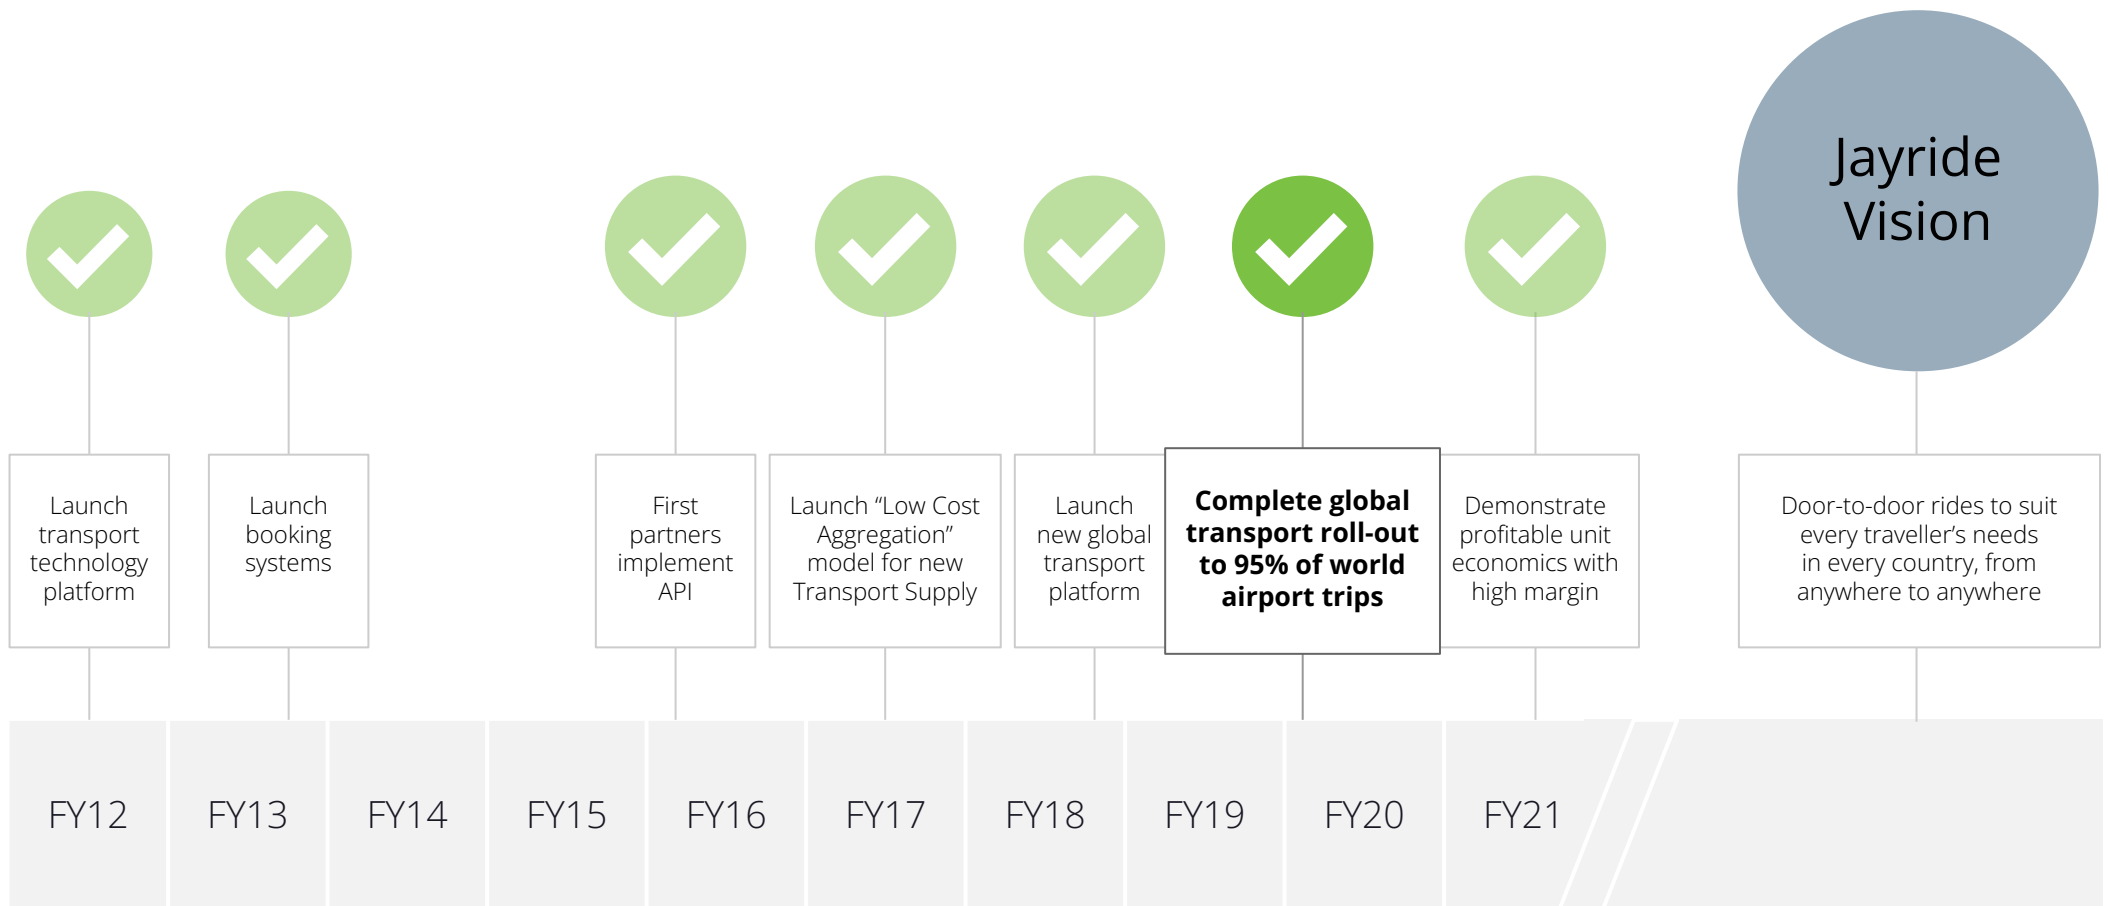 Jayride
Vision
Launch
transport
technology
platform
Launch
booking
systems
First
partners
implement
API
Launch “Low Cost
Aggregation”
model for new
Transport Supply
Launch
new global
transport
platform
Complete global
transport roll-out
to 95% of world
airport trips
Demonstrate
profitable unit
economics with
high margin
Door-to-door rides to suit
every traveller’s needs
in every country, from
anywhere to anywhere
FY12
FY13
FY14
FY15
FY16
FY17
FY18
FY19
FY20
FY21